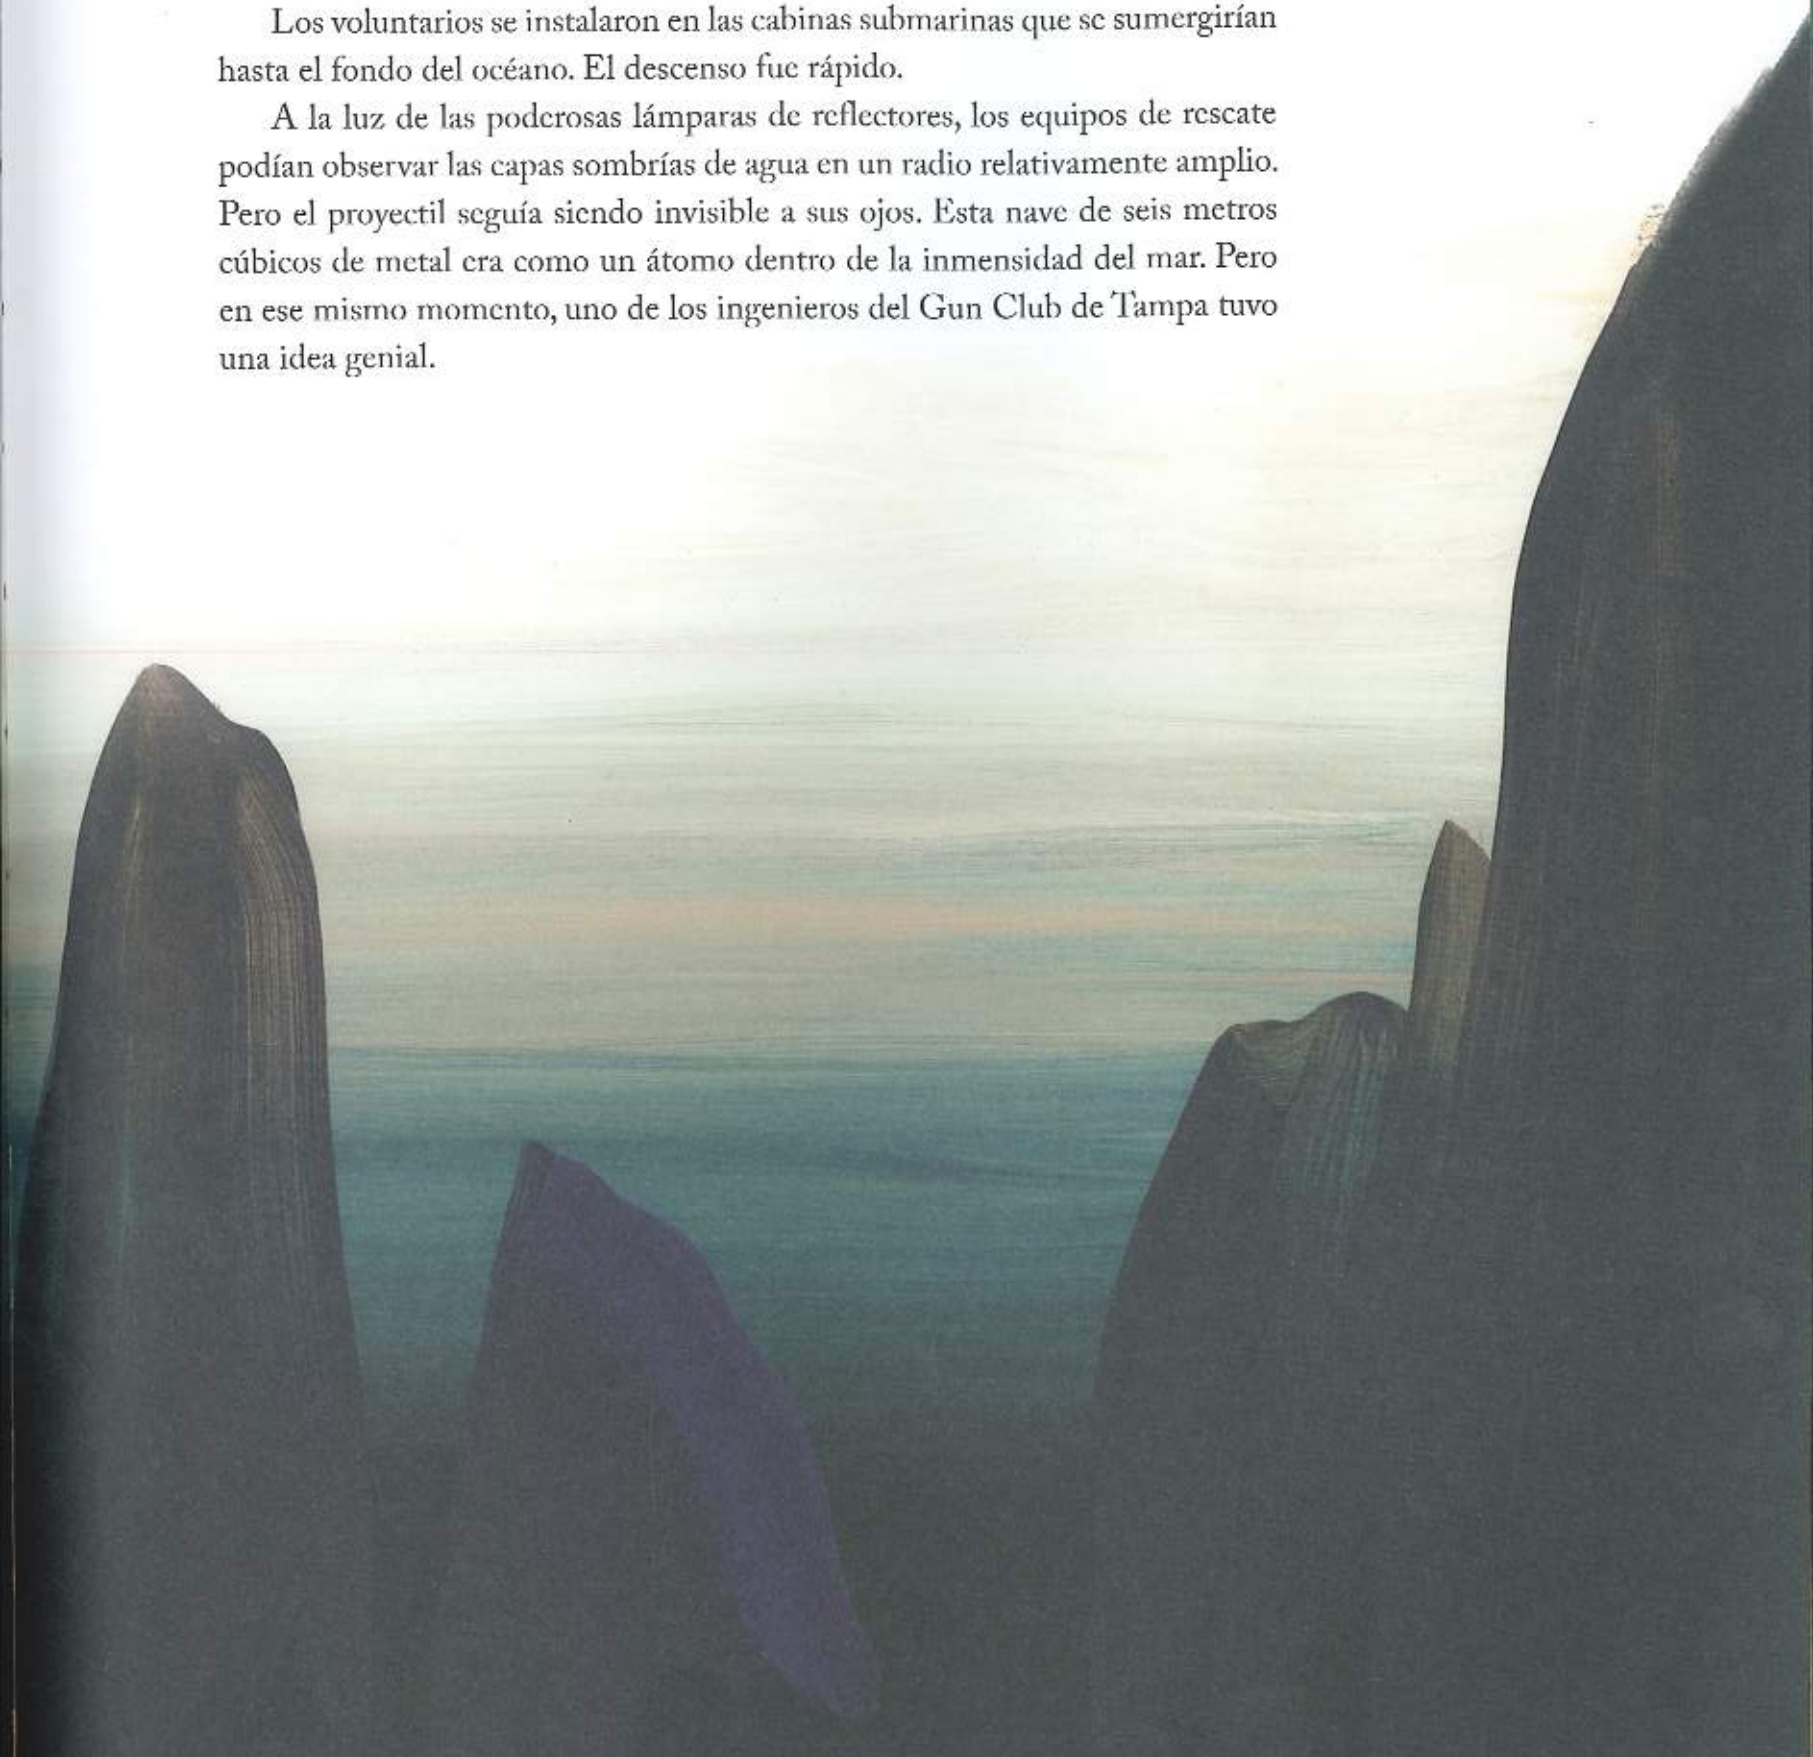 Los voluntarios se instalaron en las cabinas submarinas que se sumergirían
hasta el fondo del océano. El descenso fue rápido.
A la luz de las poderosas lámparas de reflectores, los equipos de rescate
podían observar las capas sombrías de agua en un radio relativamente amplio.
Pero el proyectil seguía siendo invisible a sus ojos. Esta nave de seis metros
cúbicos de metal era como un átomo dentro de la inmensidad del mar. Pero
en ese mismo momento, uno de los ingenieros del Gun Club de Tampa tuvo
una idea genial.